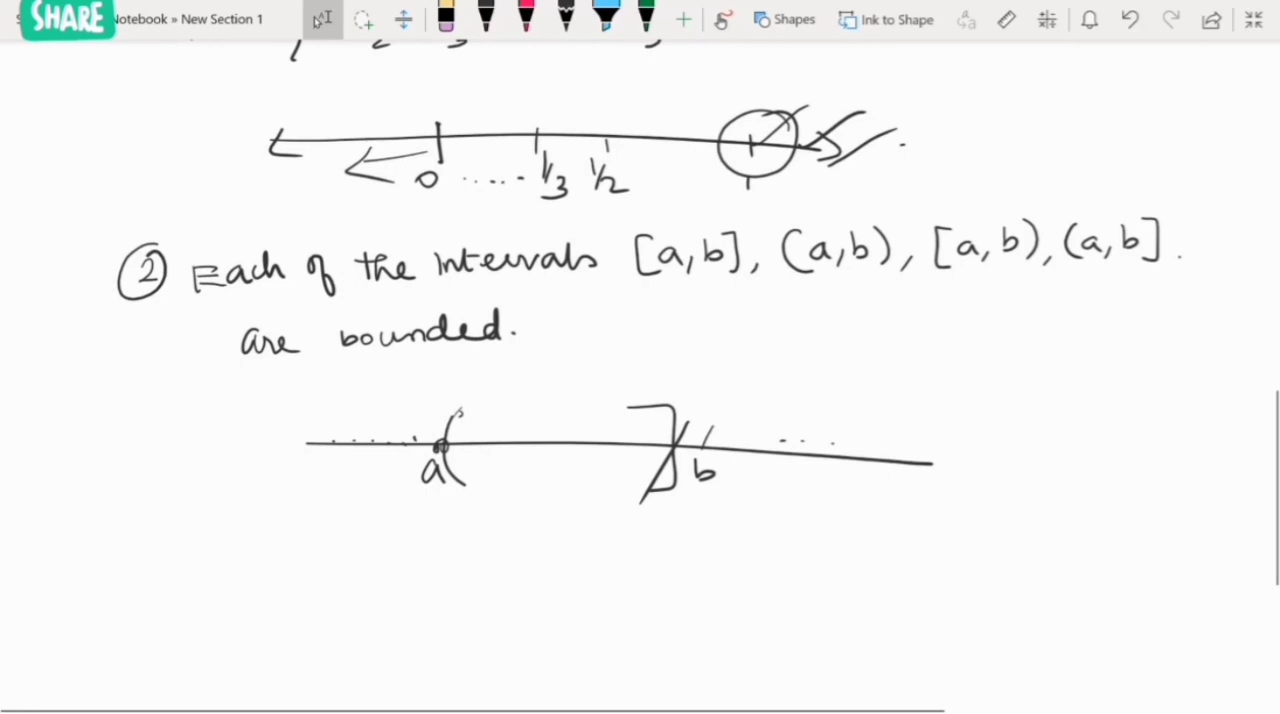 SHARE
Notebook » New Section 1
Shapes
Ink to Shape
0 ..... 1/3 1/2 1
② Each of the intervals [a,b], (a,b), [a,b), (a,b].
are bounded.
a b